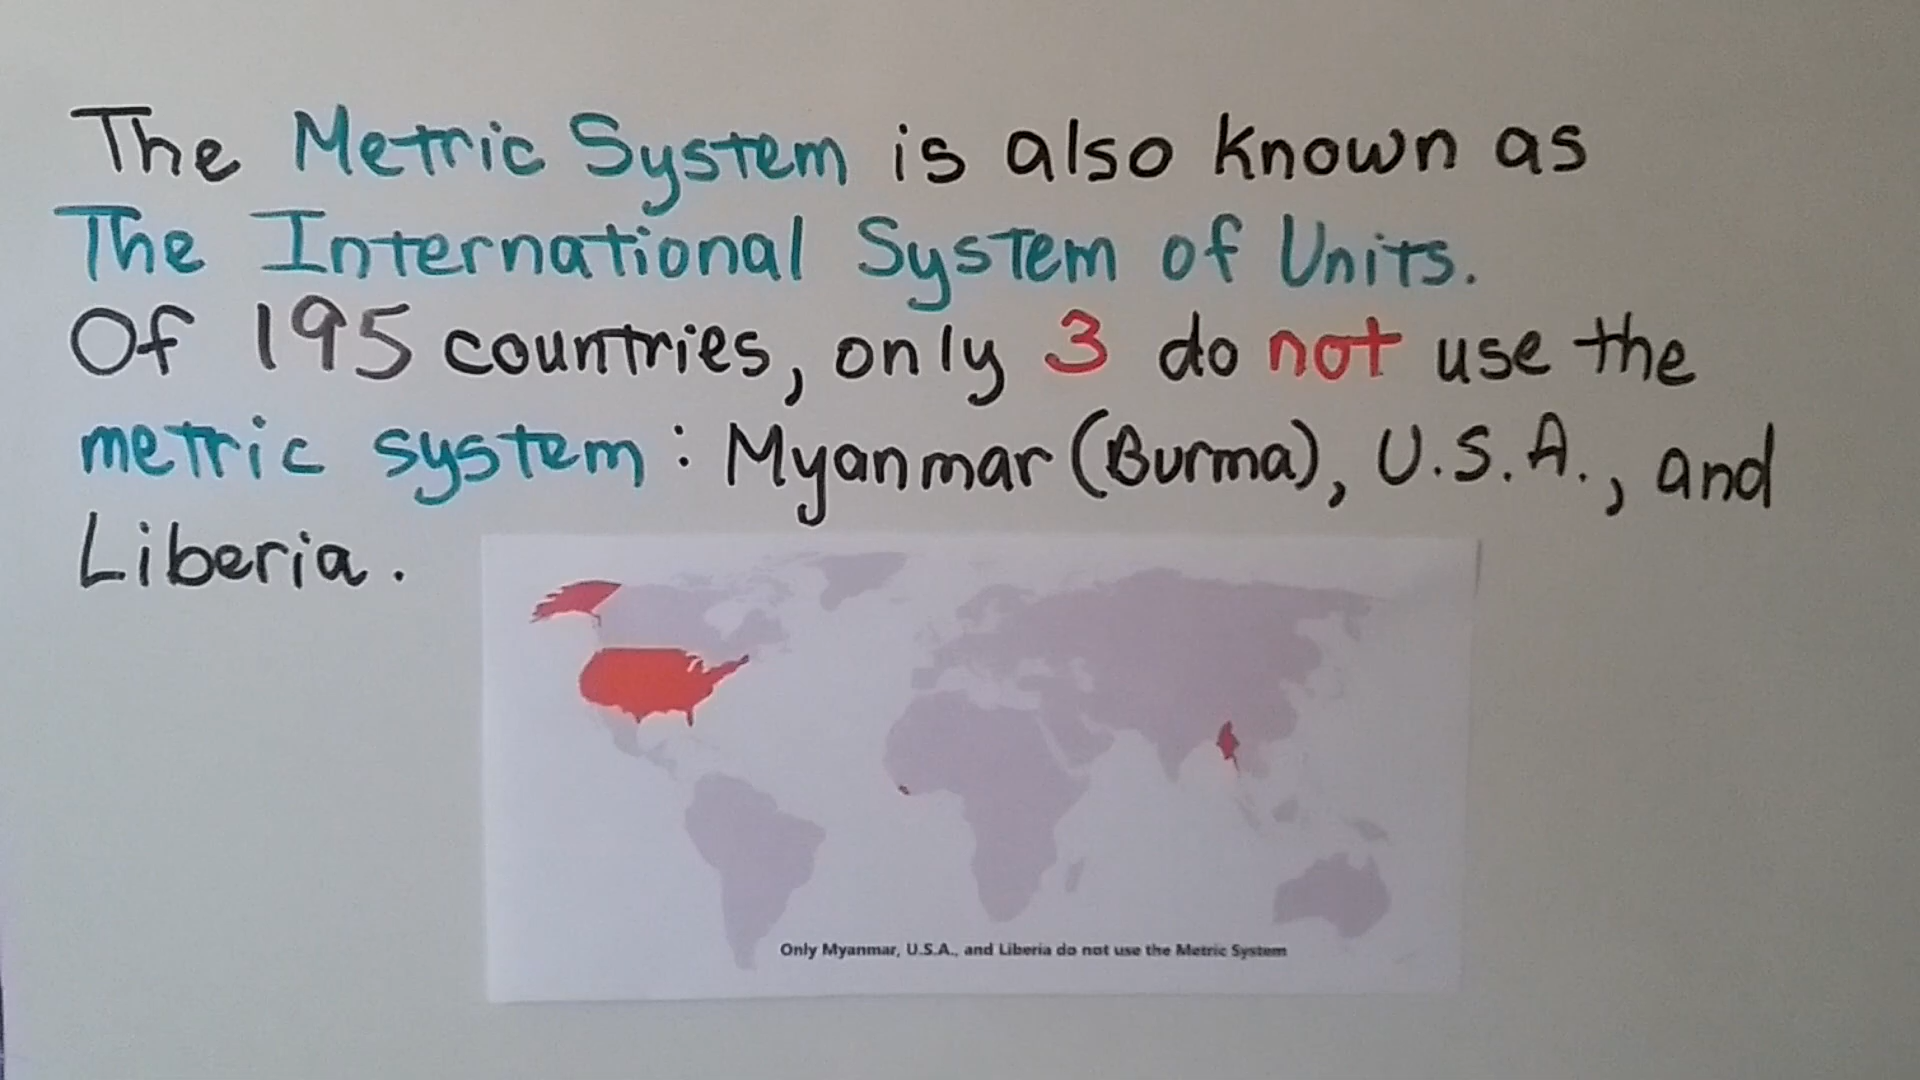 The Metric System is also known as
The International System of Units.
Of 195 countries, only 3 do not use the
metric system: Myanmar (Burma), U.S.A., and
Liberia.
Only Myanmar, U.S.A., and Liberia do not use the Metric System